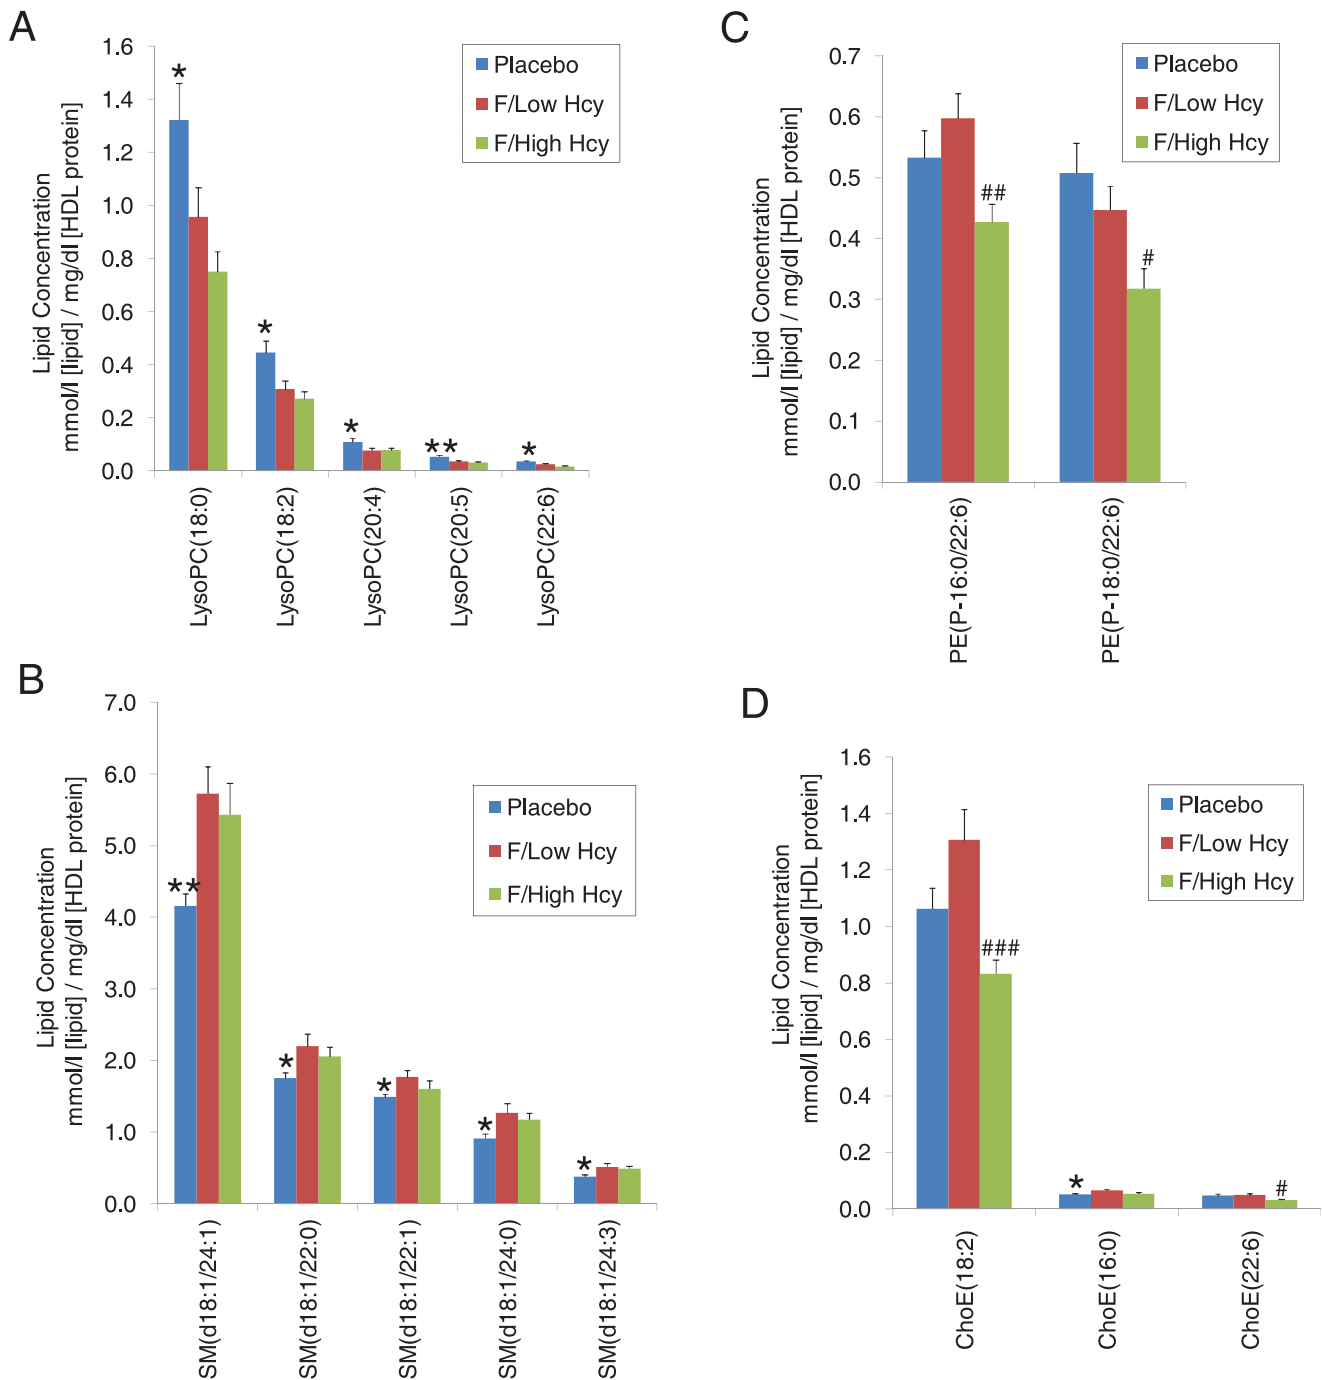 A
Lipid Concentration
mmol/l [lipid] / mg/dl [HDL protein]
1.6
1.4
1.2
1.0
0.8
0.6
0.4
0.2
0.0
Placebo
F/Low Hcy
F/High Hcy
*
*
*
**
*
LysoPC(18:0)
LysoPC(18:2)
LysoPC(20:4)
LysoPC(20:5)
LysoPC(22:6)
B
Lipid Concentration
mmol/l [lipid] / mg/dl [HDL protein]
7.0
6.0
5.0
4.0
3.0
2.0
1.0
0.0
Placebo
F/Low Hcy
F/High Hcy
**
*
*
*
*
SM(d18:1/24:1)
SM(d18:1/22:0)
SM(d18:1/22:1)
SM(d18:1/24:0)
SM(d18:1/24:3)
C
Lipid Concentration
mmol/l [lipid] / mg/dl [HDL protein]
0.7
0.6
0.5
0.4
0.3
0.2
0.1
0.0
Placebo
F/Low Hcy
F/High Hcy
##
#
PE(P-16:0/22:6)
PE(P-18:0/22:6)
D
Lipid Concentration
mmol/l [lipid] / mg/dl [HDL protein]
1.6
1.4
1.2
1.0
0.8
0.6
0.4
0.2
0.0
Placebo
F/Low Hcy
F/High Hcy
###
*
#
ChoE(18:2)
ChoE(16:0)
ChoE(22:6)